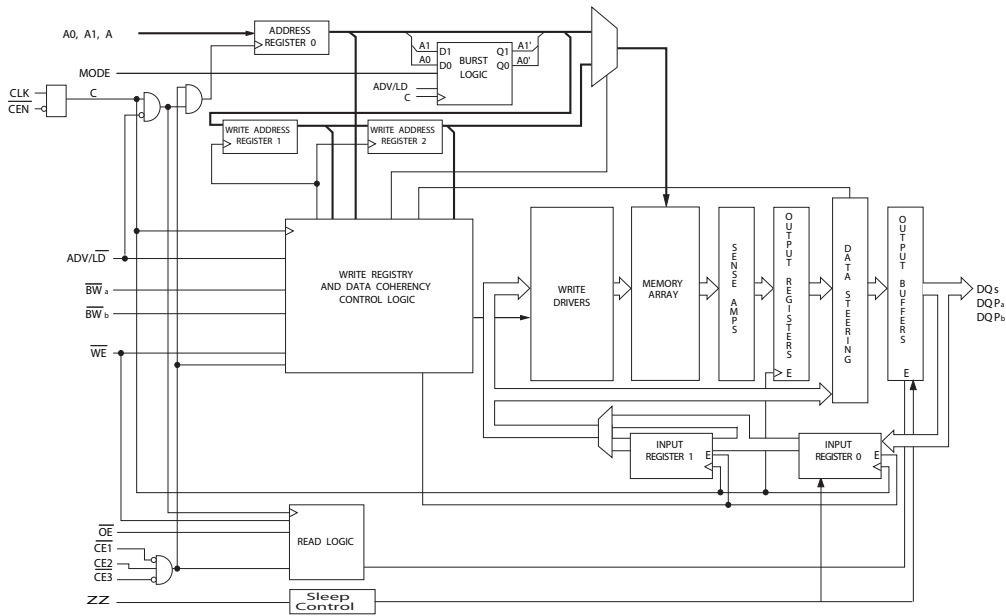 A0, A1, A
ADDRESS
REGISTER 0
A1
A0
D1
D0
BURST
LOGIC
Q1
Q0
A1'
A0'
MODE
ADV/LD
C
CLK
CEN
C
WRITE ADDRESS
REGISTER 1
WRITE ADDRESS
REGISTER 2
ADV/LD
BW a
BW b
WE
WRITE REGISTRY
AND DATA COHERENCY
CONTROL LOGIC
WRITE
DRIVERS
MEMORY
ARRAY
SENSE AMPS
OUTPUT REGISTERS
E
DATA STEERING
OUTPUT BUFFERS
E
DQs
DQPa
DQPb
INPUT
REGISTER 1
E
INPUT
REGISTER 0
E
OE
CE1
CE2
CE3
READ LOGIC
ZZ
Sleep
Control